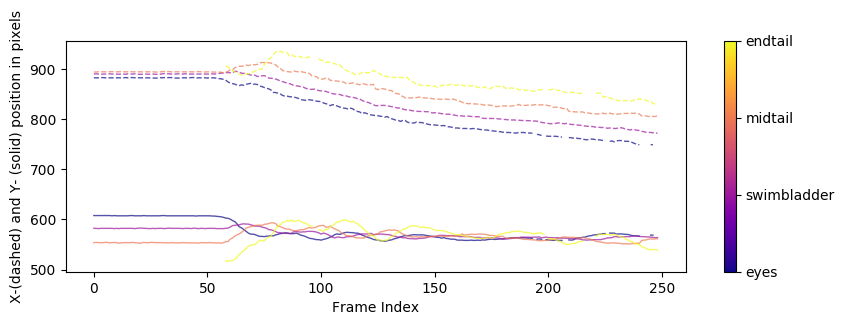 X-(dashed) and Y- (solid) position in pixels
900
800
700
600
500
0 50 100 150 200 250
Frame Index
endtail
midtail
swimbladder
eyes